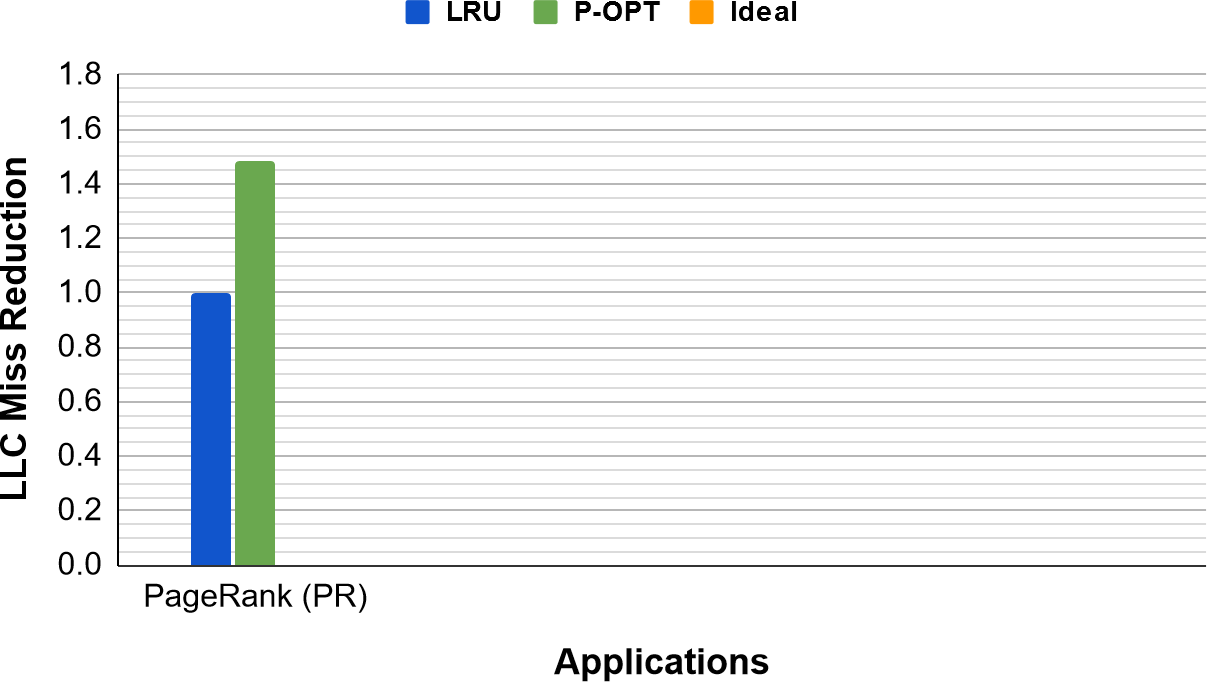 LRU P-OPT Ideal
1.8
1.6
1.4
1.2
1.0
0.8
0.6
0.4
0.2
0.0
LLC Miss Reduction
PageRank (PR)
Applications